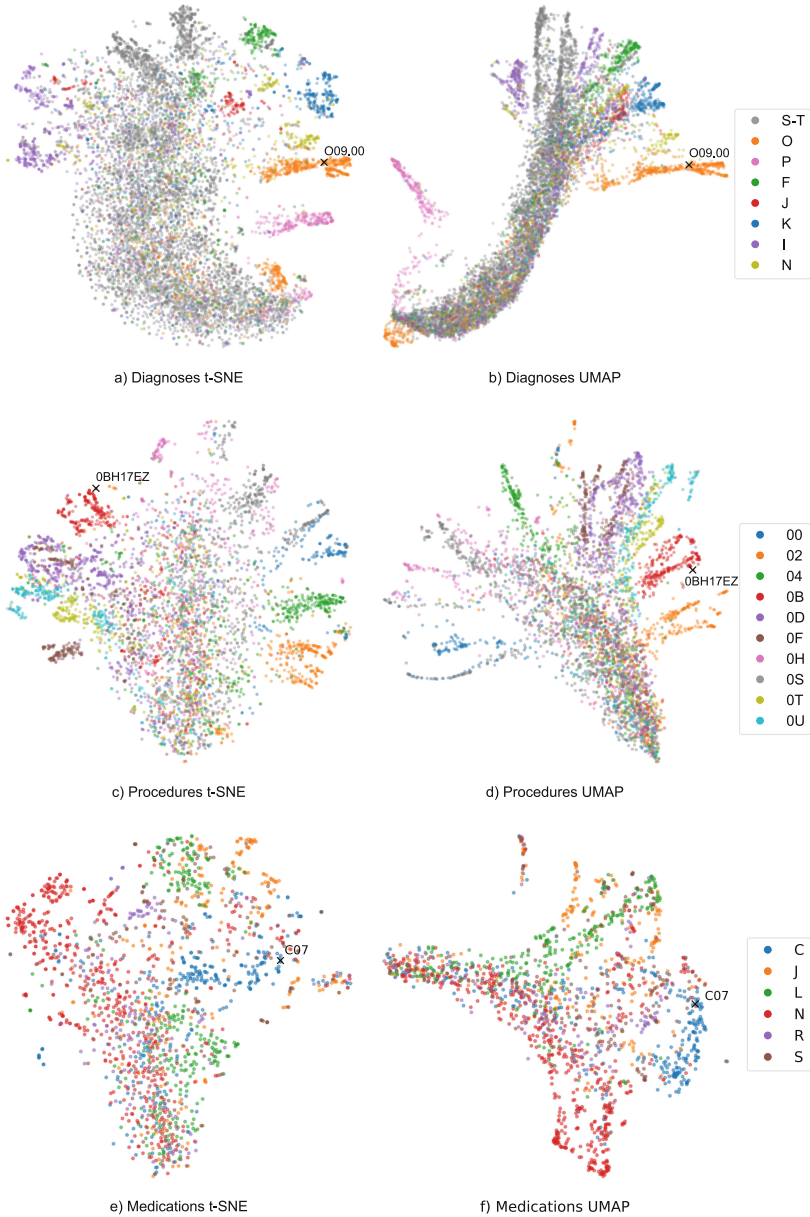 O09.00
O09.00
S-T
O
P
F
J
K
I
N
a) Diagnoses t-SNE
b) Diagnoses UMAP
0BH17EZ
0BH17EZ
00
02
04
0B
0D
0F
0H
0S
0T
0U
c) Procedures t-SNE
d) Procedures UMAP
C07
C07
C
J
L
N
R
S
e) Medications t-SNE
f) Medications UMAP